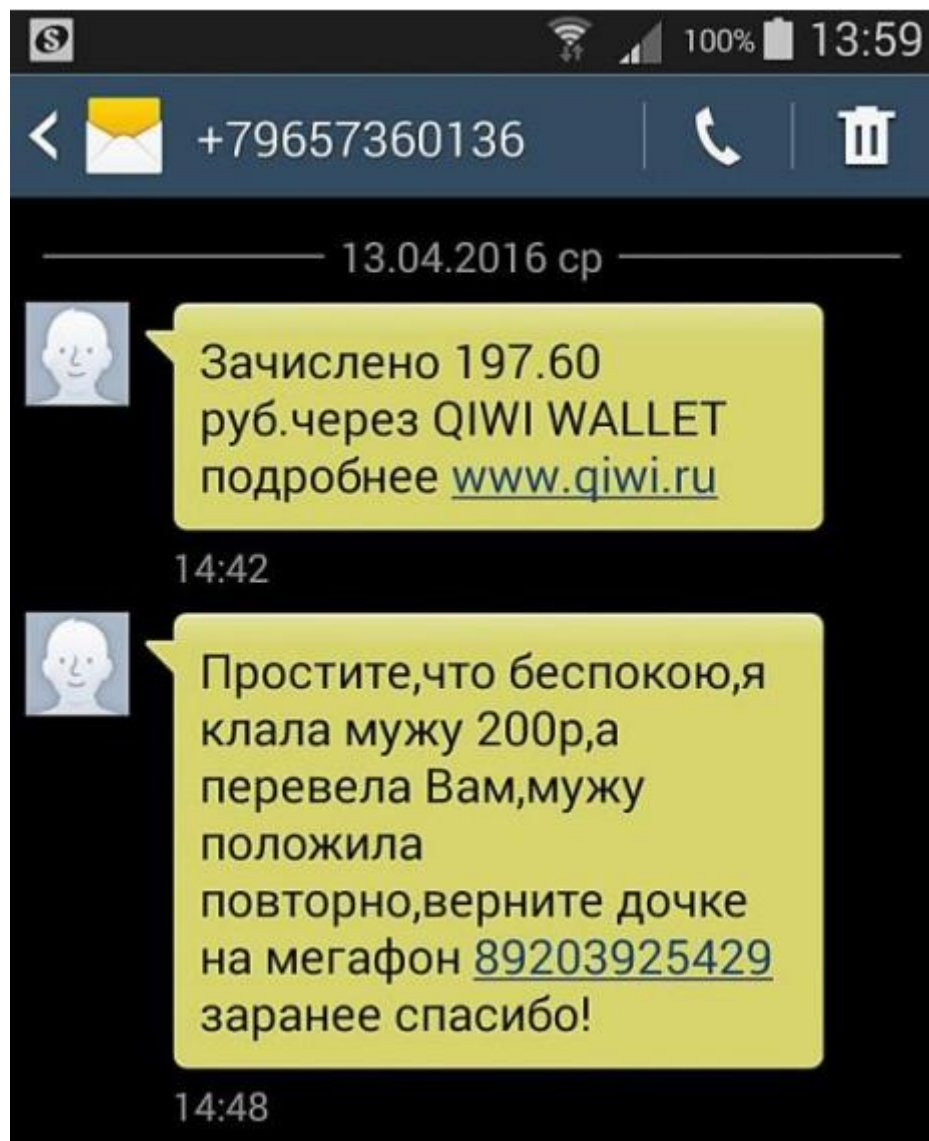 100% 13:59
+79657360136
13.04.2016 ср
Зачислено 197.60
руб.через QIWI WALLET
подробнее www.qiwi.ru
14:42
Простите,что беспокою,я
клала мужу 200р,а
перевела Вам,мужу
положила
повторно,верните дочке
на мегафон 89203925429
заранее спасибо!
14:48